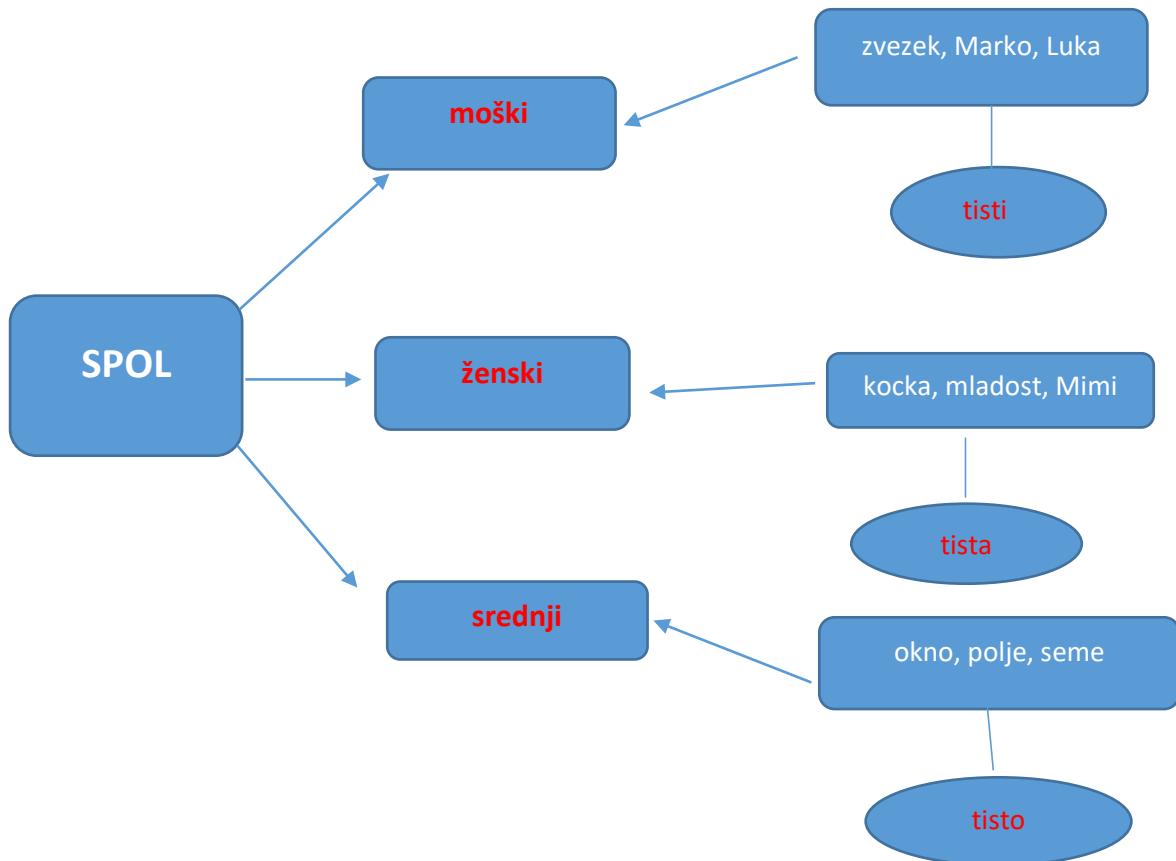 zvezek, Marko, Luka
moški
tisti
SPOL
ženski
kocka, mladost, Mimi
tista
srednji
okno, polje, seme
tisto